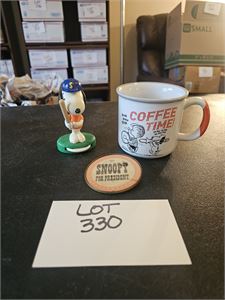 SMALL
S
COFFEE
TIME!
SNOOPY
FOR PRESIDENT
LOT
330